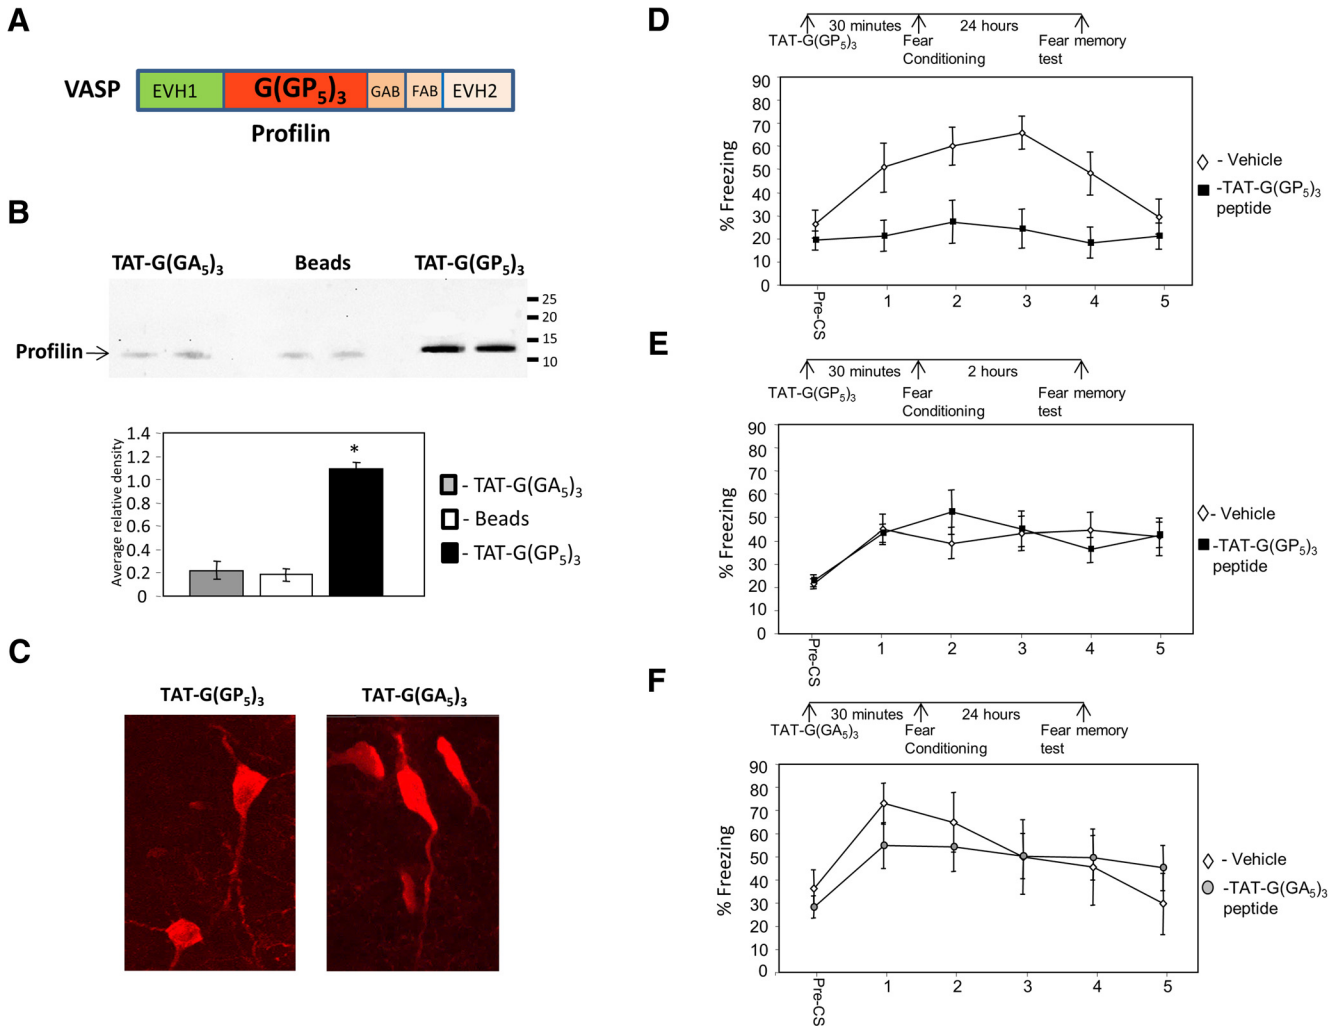 A
VASP
EVH1
G(GP5)3
GAB
FAB
EVH2
Profilin
B
TAT-G(GA5)3
Beads
TAT-G(GP5)3
25
20
15
10
Profilin
Average relative density
1.4
1.2
1.0
0.8
0.6
0.4
0.2
0
*
- TAT-G(GA5)3
- Beads
- TAT-G(GP5)3
C
TAT-G(GP5)3
TAT-G(GA5)3
D
30 minutes
24 hours
TAT-G(GP5)3
Fear
Conditioning
Fear memory
test
% Freezing
90
80
70
60
50
40
30
20
10
0
Pre-CS
1
2
3
4
5
- Vehicle
-TAT-G(GP5)3
peptide
E
30 minutes
2 hours
TAT-G(GP5)3
Fear
Conditioning
Fear memory
test
% Freezing
90
80
70
60
50
40
30
20
10
0
Pre-CS
1
2
3
4
5
- Vehicle
-TAT-G(GP5)3
peptide
F
30 minutes
24 hours
TAT-G(GA5)3
Fear
Conditioning
Fear memory
test
% Freezing
90
80
70
60
50
40
30
20
10
0
Pre-CS
1
2
3
4
5
- Vehicle
-TAT-G(GA5)3
peptide